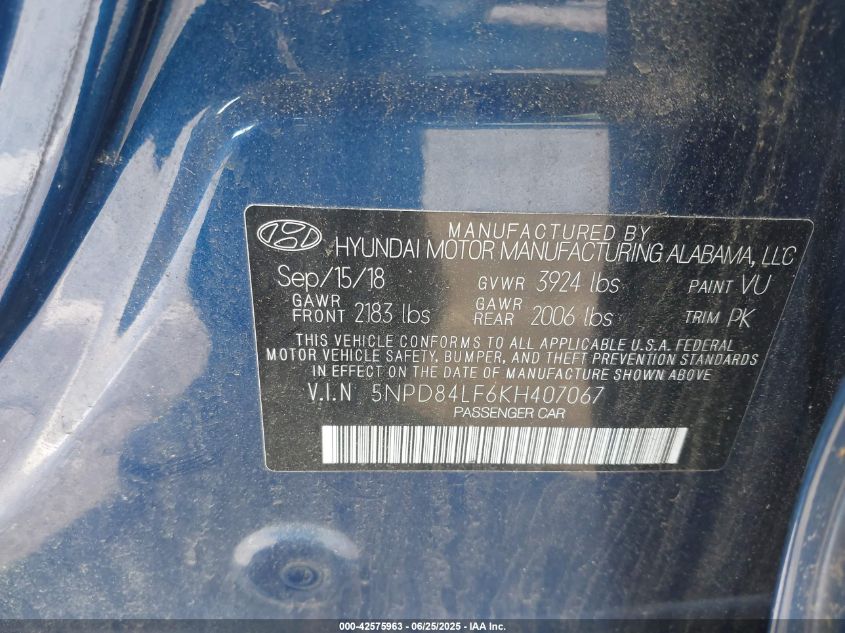 MANUFACTURED BY
HYUNDAI MOTOR MANUFACTURING ALABAMA, LLC
Sep/15/18 GVWR 3924 lbs PAINT VU
GAWR FRONT 2183 lbs GAWR REAR 2006 lbs TRIM PK
THIS VEHICLE CONFORMS TO ALL APPLICABLE U.S.A. FEDERAL
MOTOR VEHICLE SAFETY, BUMPER, AND THEFT PREVENTION STANDARDS
IN EFFECT ON THE DATE OF MANUFACTURE SHOWN ABOVE
V.I.N 5NPD84LF6KH407067
PASSENGER CAR
000-42575963 - 06/25/2025 - US